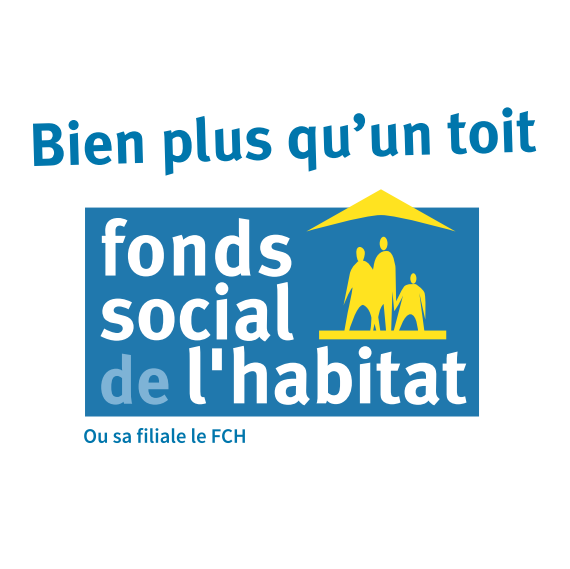 Bien plus qu’un toit
fonds
social
de l'habitat
Ou sa filiale le FCH